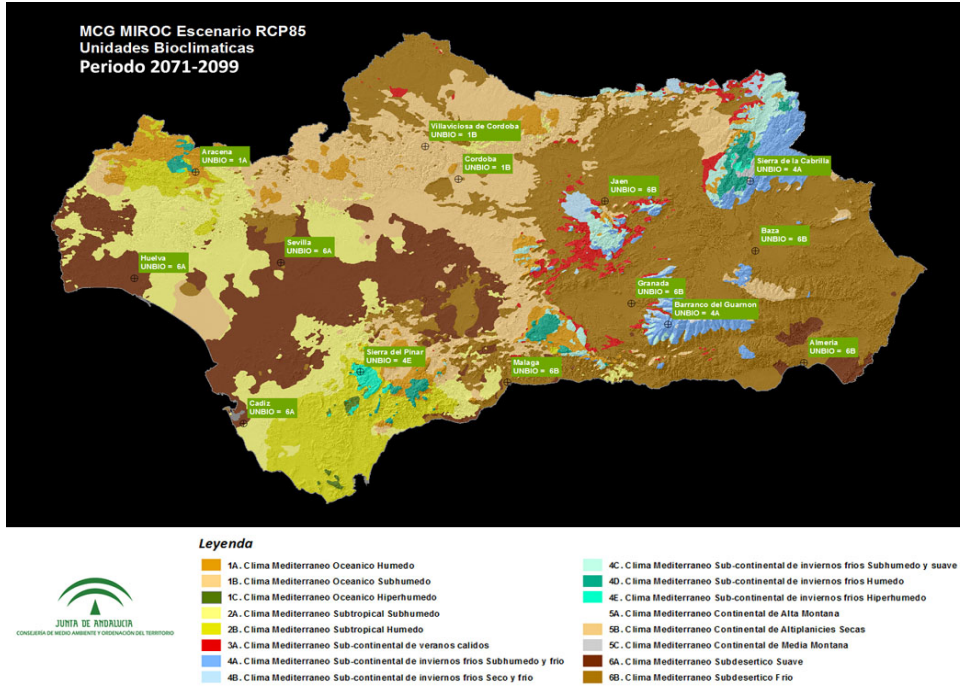 MCG MIROC Escenario RCP85
Unidades Bioclimaticas
Periodo 2071-2099
Villaviciosa de Cordoba
UNBIO = 1B
Aracena
UNBIO = 1A
Cordoba
UNBIO = 1B
Sierra de la Cabrilla
UNBIO = 4A
Jaen
UNBIO = 6B
Baza
UNBIO = 6B
Sevilla
UNBIO = 6A
Huelva
UNBIO = 6A
Granada
UNBIO = 6B
Barranco del Guarnon
UNBIO = 4A
Sierra del Pinar
UNBIO = 4E
Malaga
UNBIO = 6B
Almeria
UNBIO = 6B
Cadiz
UNBIO = 6A
Leyenda
1A. Clima Mediterraneo Oceanico Humedo
1B. Clima Mediterraneo Oceanico Subhumedo
1C. Clima Mediterraneo Oceanico Hiperhumedo
2A. Clima Mediterraneo Subtropical Subhumedo
2B. Clima Mediterraneo Subtropical Humedo
3A. Clima Mediterraneo Sub-continental de veranos calidos
4A. Clima Mediterraneo Sub-continental de inviernos frios Subhumedo y frio
4B. Clima Mediterraneo Sub-continental de inviernos frios Seco y frio
4C. Clima Mediterraneo Sub-continental de inviernos frios Subhumedo y suave
4D. Clima Mediterraneo Sub-continental de inviernos frios Humedo
4E. Clima Mediterraneo Sub-continental de inviernos frios Hiperhumedo
5A. Clima Mediterraneo Continental de Alta Montana
5B. Clima Mediterraneo Continental de Altiplanicies Secas
5C. Clima Mediterraneo Continental de Media Montana
6A. Clima Mediterraneo Subdesertico Suave
6B. Clima Mediterraneo Subdesertico Frio
JUNTA DE ANDALUCIA
CONSEJERÍA DE MEDIO AMBIENTE Y ORDENACIÓN DEL TERRITORIO